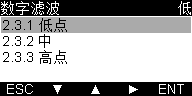 数字滤波 低
2.3.1 低点
2.3.2 中
2.3.3 高点
ESC ▼ ▲ ▶ ENT